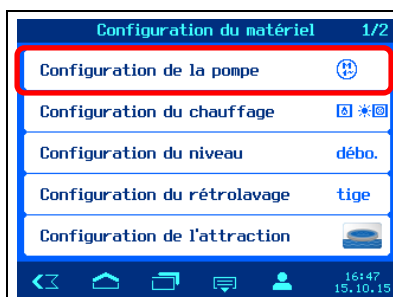 Configuration du matériel 1/2
Configuration de la pompe
Configuration du chauffage
Configuration du niveau débo.
Configuration du rétrolavage tige
Configuration de l'attraction
16:47
15.10.15